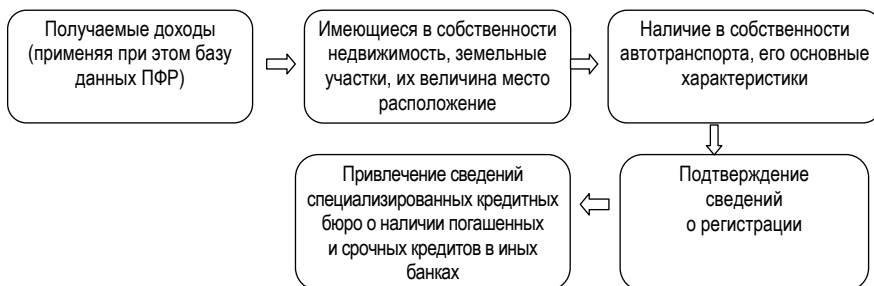 Получаемые доходы
(применяя при этом базу
данных ПФР)
Имеющиеся в собственности
недвижимость, земельные
участки, их величина место
расположение
Наличие в собственности
автотранспорта, его основные
характеристики
Подтверждение
сведений
о регистрации
Привлечение сведений
специализированных кредитных
бюро о наличии погашенных
и срочных кредитов в иных
банках